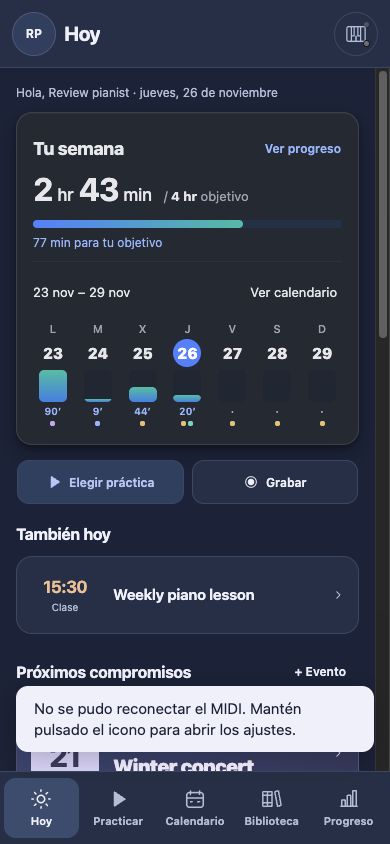 RP
Hoy
Hola, Review pianist · jueves, 26 de noviembre
Tu semana
Ver progreso
2 hr 43 min / 4 hr objetivo
77 min para tu objetivo
23 nov – 29 nov
Ver calendario
L M X J V S D
23 24 25 26 27 28 29
90′ 9′ 44′ 20′ · · ·
Elegir práctica
Grabar
También hoy
15:30
Clase
Weekly piano lesson
Próximos compromisos
+ Evento
No se pudo reconectar el MIDI. Mantén
pulsado el icono para abrir los ajustes.
21
Winter concert
Hoy
Practicar
Calendario
Biblioteca
Progreso